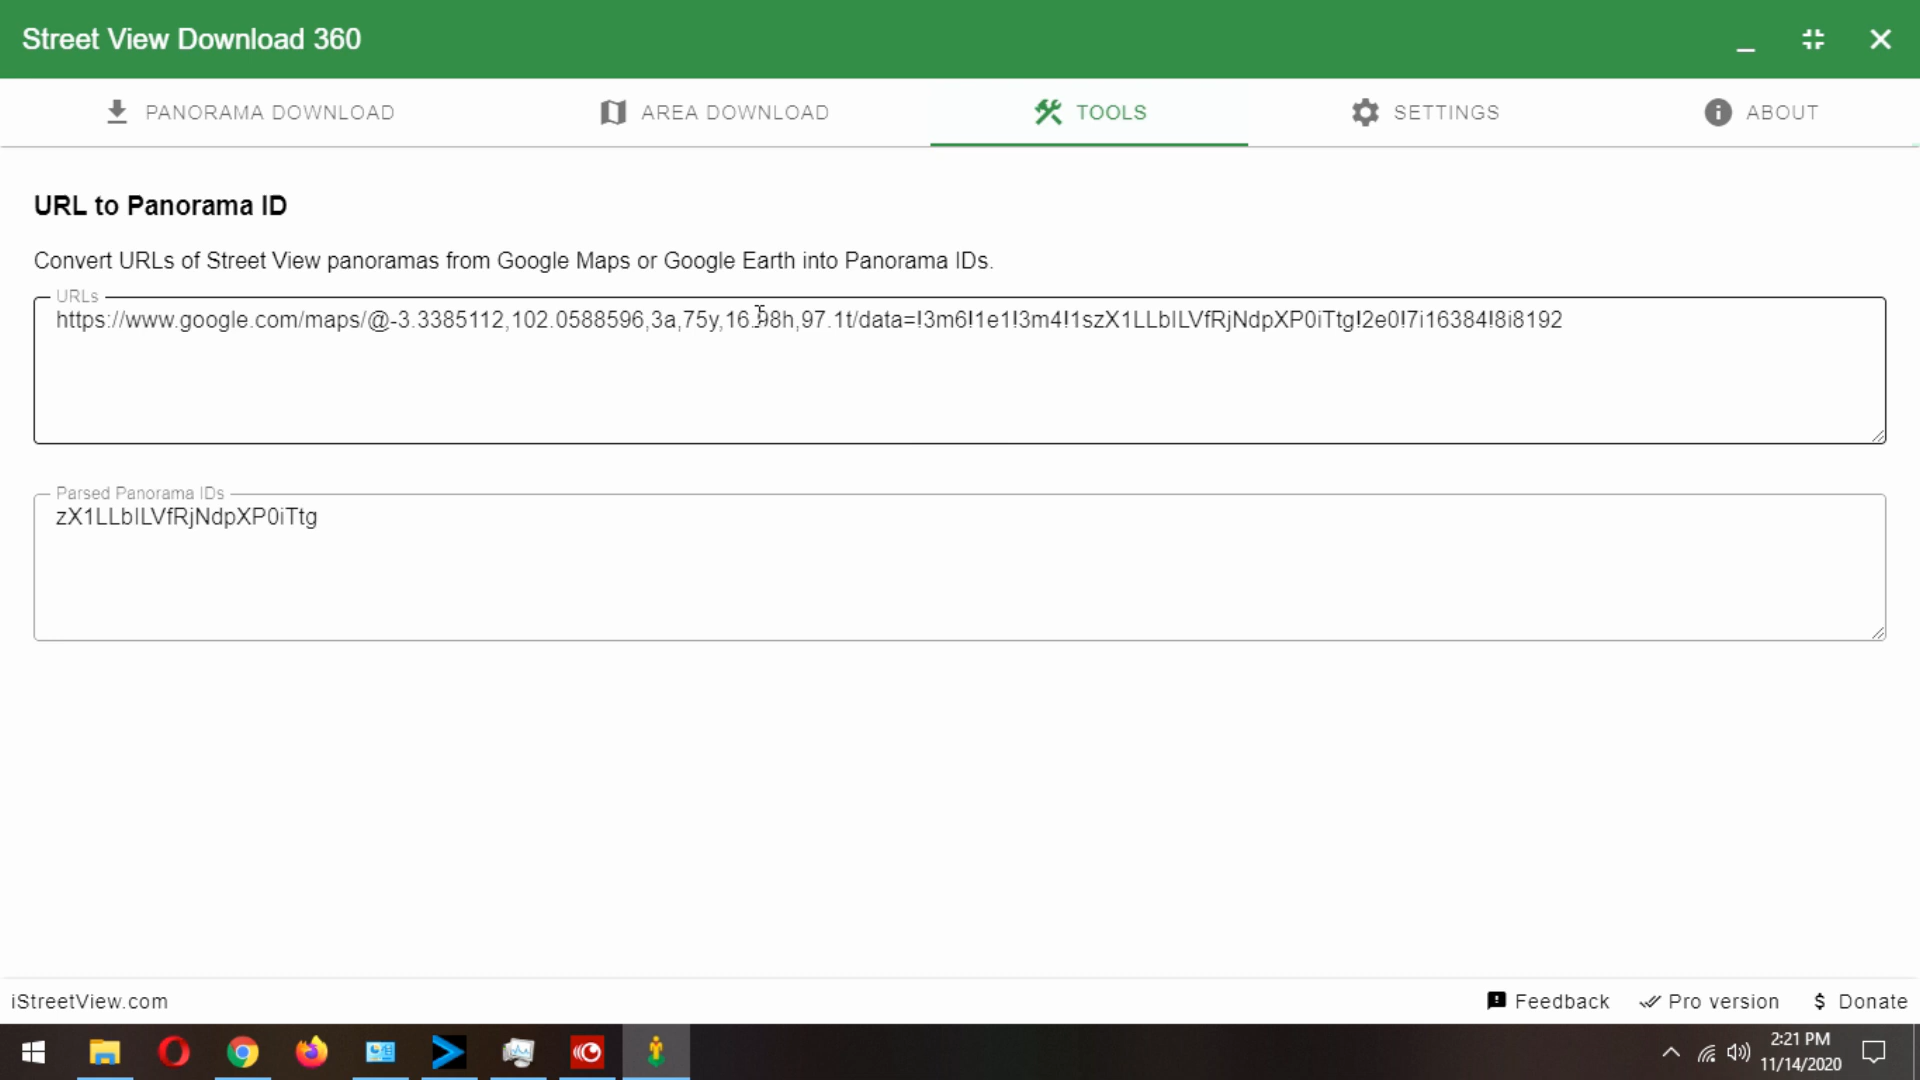 Street View Download 360
PANORAMA DOWNLOAD
AREA DOWNLOAD
TOOLS
SETTINGS
ABOUT
URL to Panorama ID
Convert URLs of Street View panoramas from Google Maps or Google Earth into Panorama IDs.
URLs
https://www.google.com/maps/@-3.3385112,102.0588596,3a,75y,16.98h,97.1t/data=!3m6!1e1!3m4!1szX1LLbILVfRjNdpXP0iTtg!2e0!7i16384!8i8192
Parsed Panorama IDs
zX1LLbILVfRjNdpXP0iTtg
iStreetView.com
Feedback
Pro version
$ Donate
2:21 PM
11/14/2020